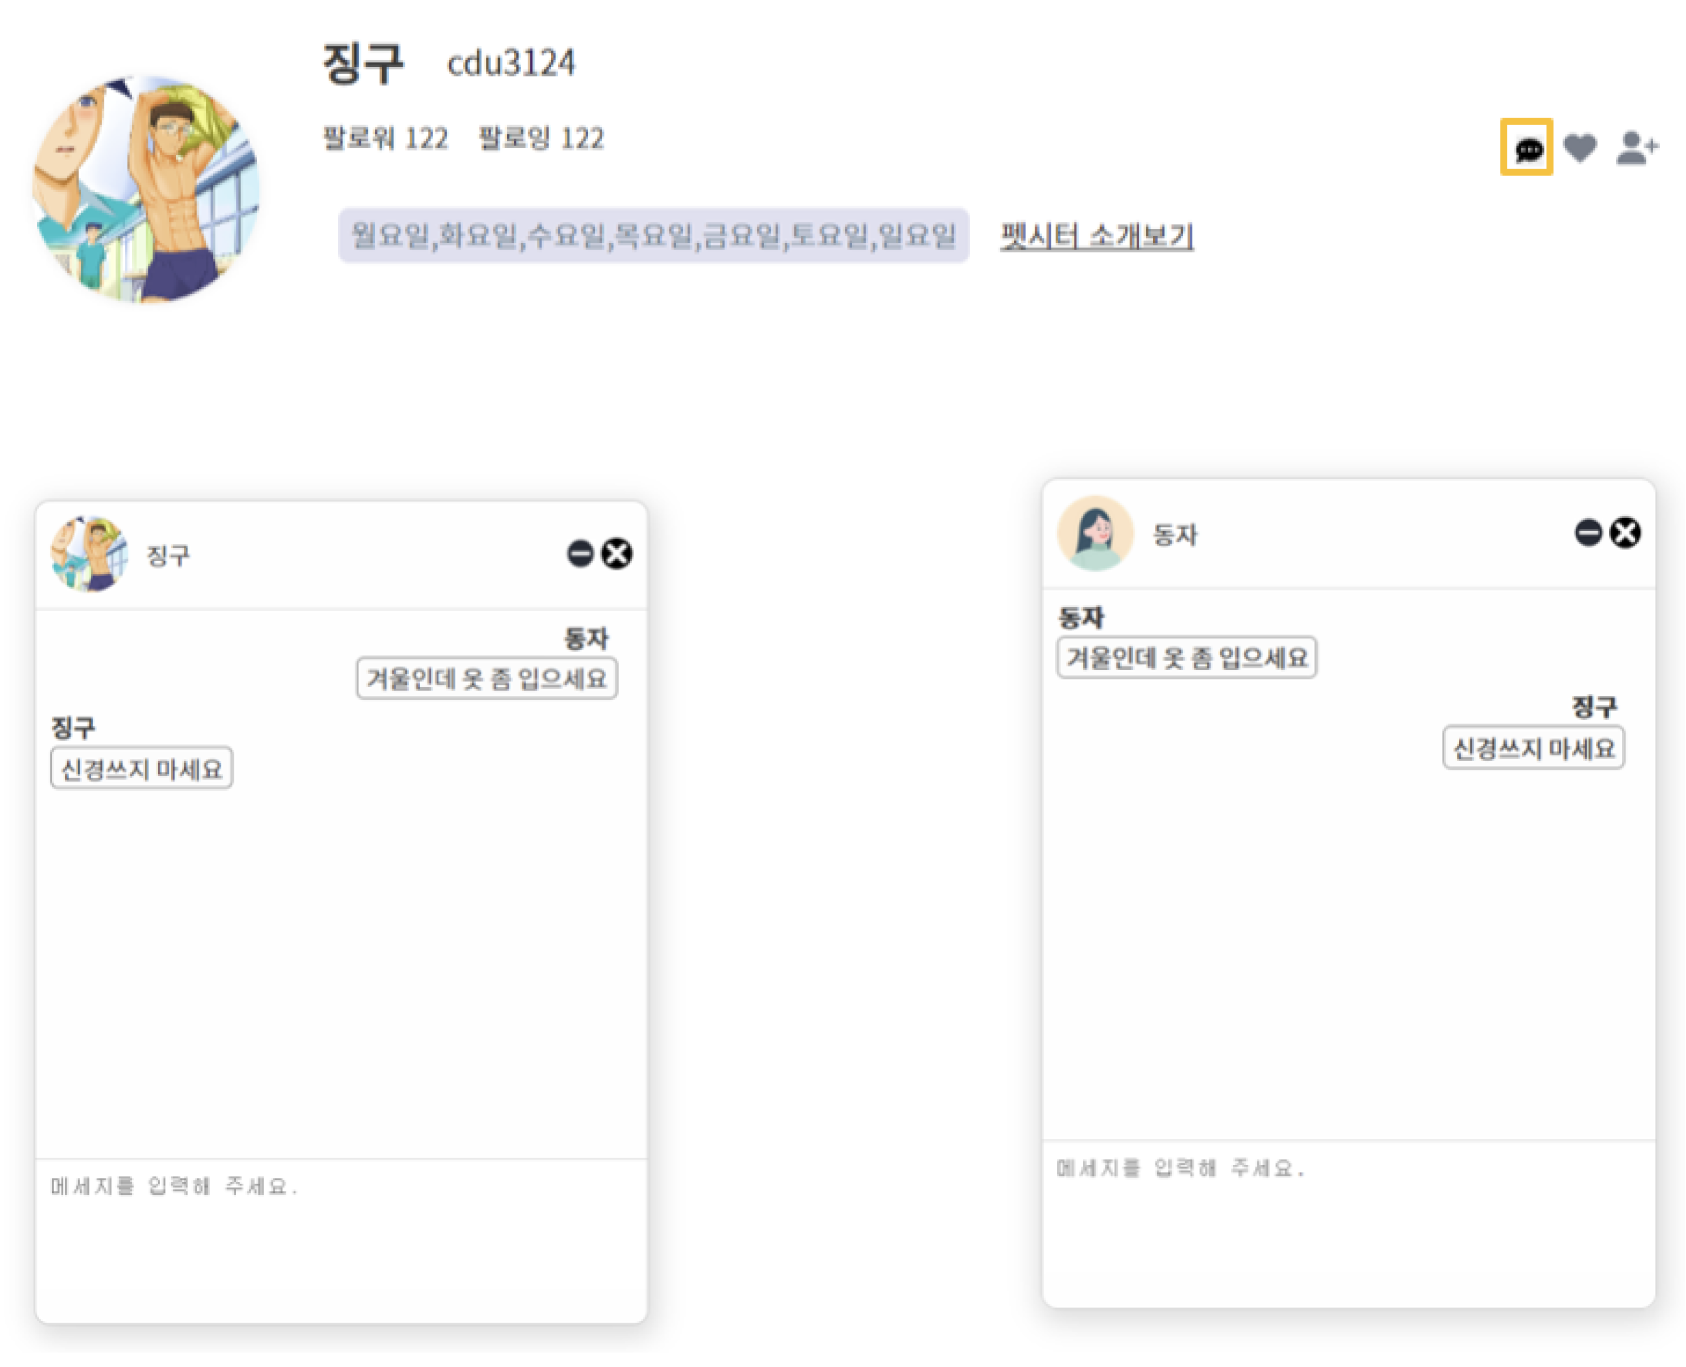 징구 cdu3124
팔로워 122 팔로잉 122
월요일,화요일,수요일,목요일,금요일,토요일,일요일 펫시터 소개보기
징구
동자
겨울인데 옷 좀 입으세요
징구
신경쓰지 마세요
메세지를 입력해 주세요.
동자
동자
겨울인데 옷 좀 입으세요
징구
신경쓰지 마세요
메세지를 입력해 주세요.